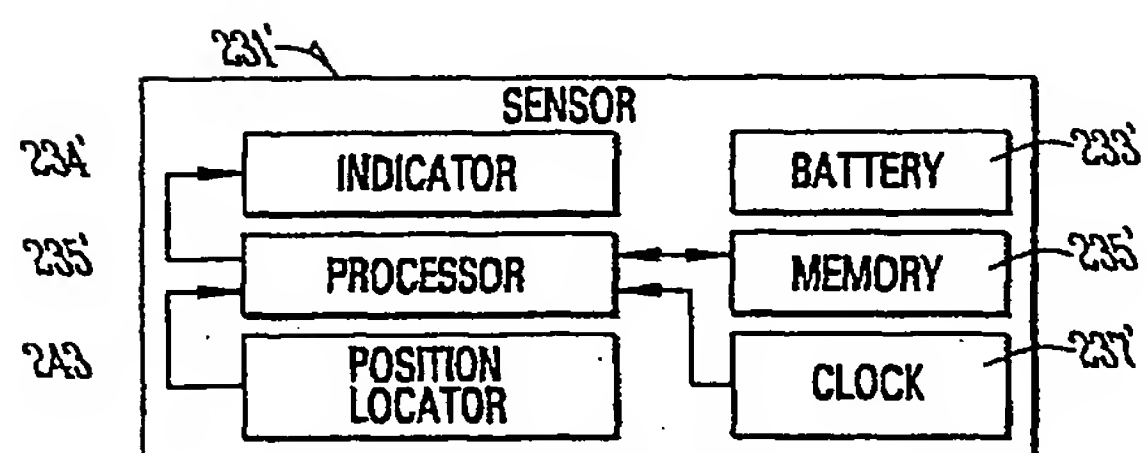 231'
SENSOR
234' INDICATOR BATTERY 233'
235' PROCESSOR MEMORY 235'
243 POSITION LOCATOR CLOCK 237'